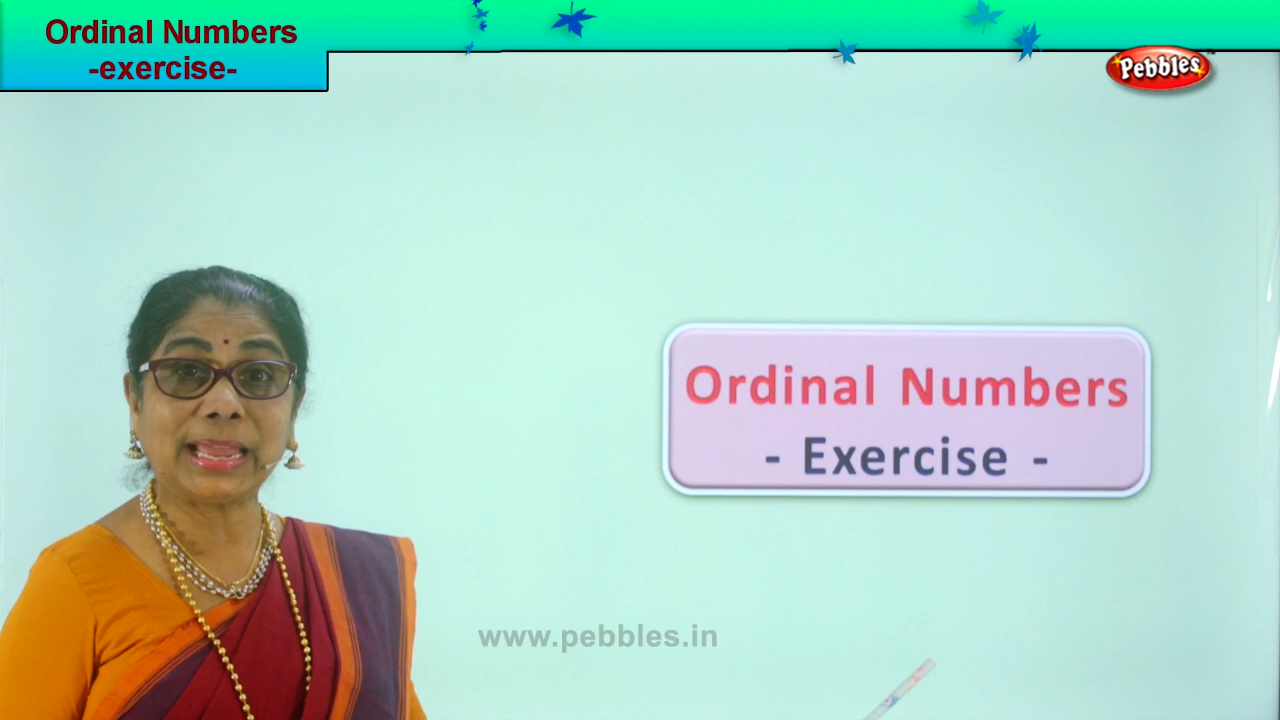 Ordinal Numbers
-exercise-
Pebbles
Ordinal Numbers
- Exercise -
www.pebbles.in